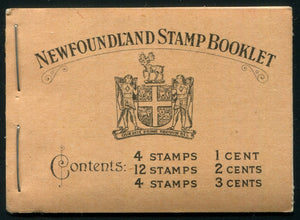 NEWFOUNDLAND STAMP BOOKLET
Contents:
4 STAMPS 1 CENT
12 STAMPS 2 CENTS
4 STAMPS 3 CENTS